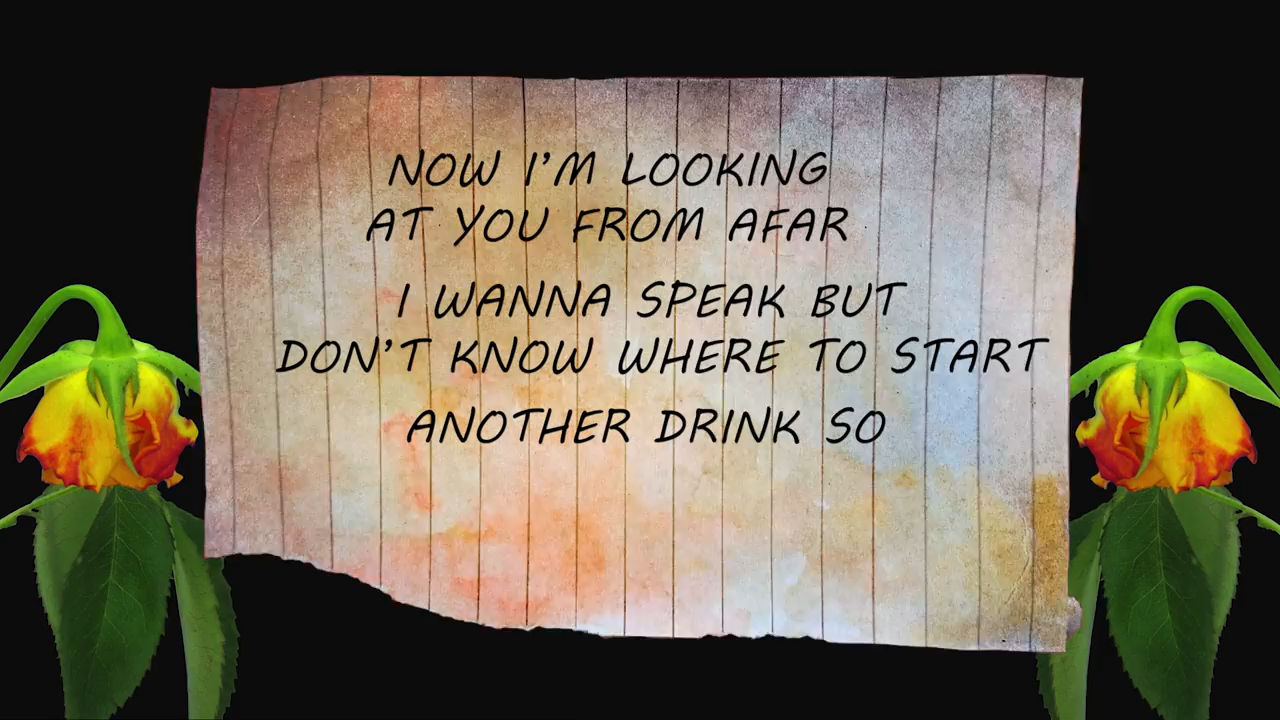 NOW I'M LOOKING
AT YOU FROM AFAR
I WANNA SPEAK BUT
DON'T KNOW WHERE TO START
ANOTHER DRINK SO